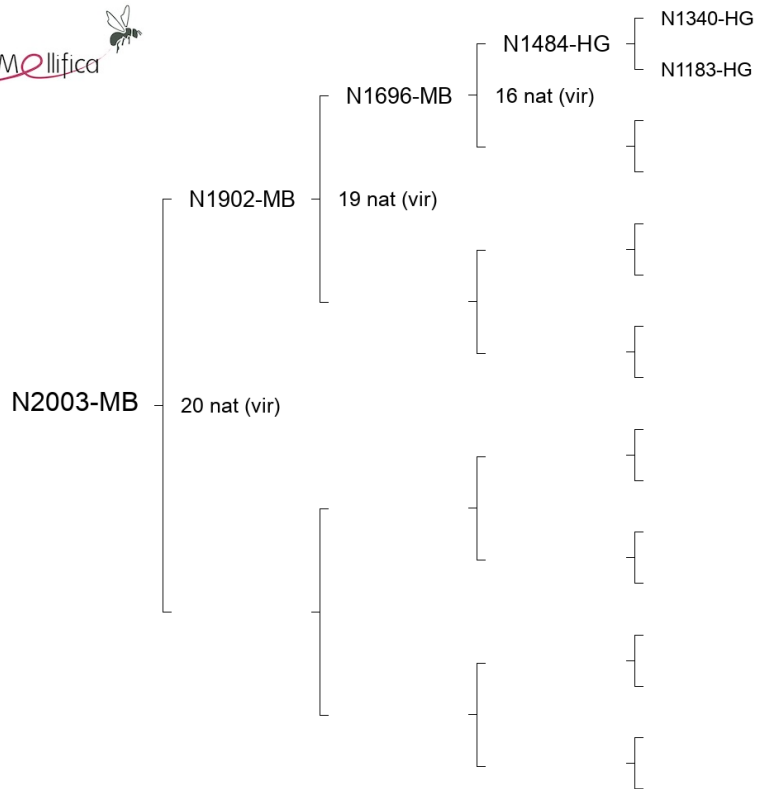 Mellifica
N1340-HG
N1484-HG
N1183-HG
N1696-MB
16 nat (vir)
N1902-MB
19 nat (vir)
N2003-MB
20 nat (vir)